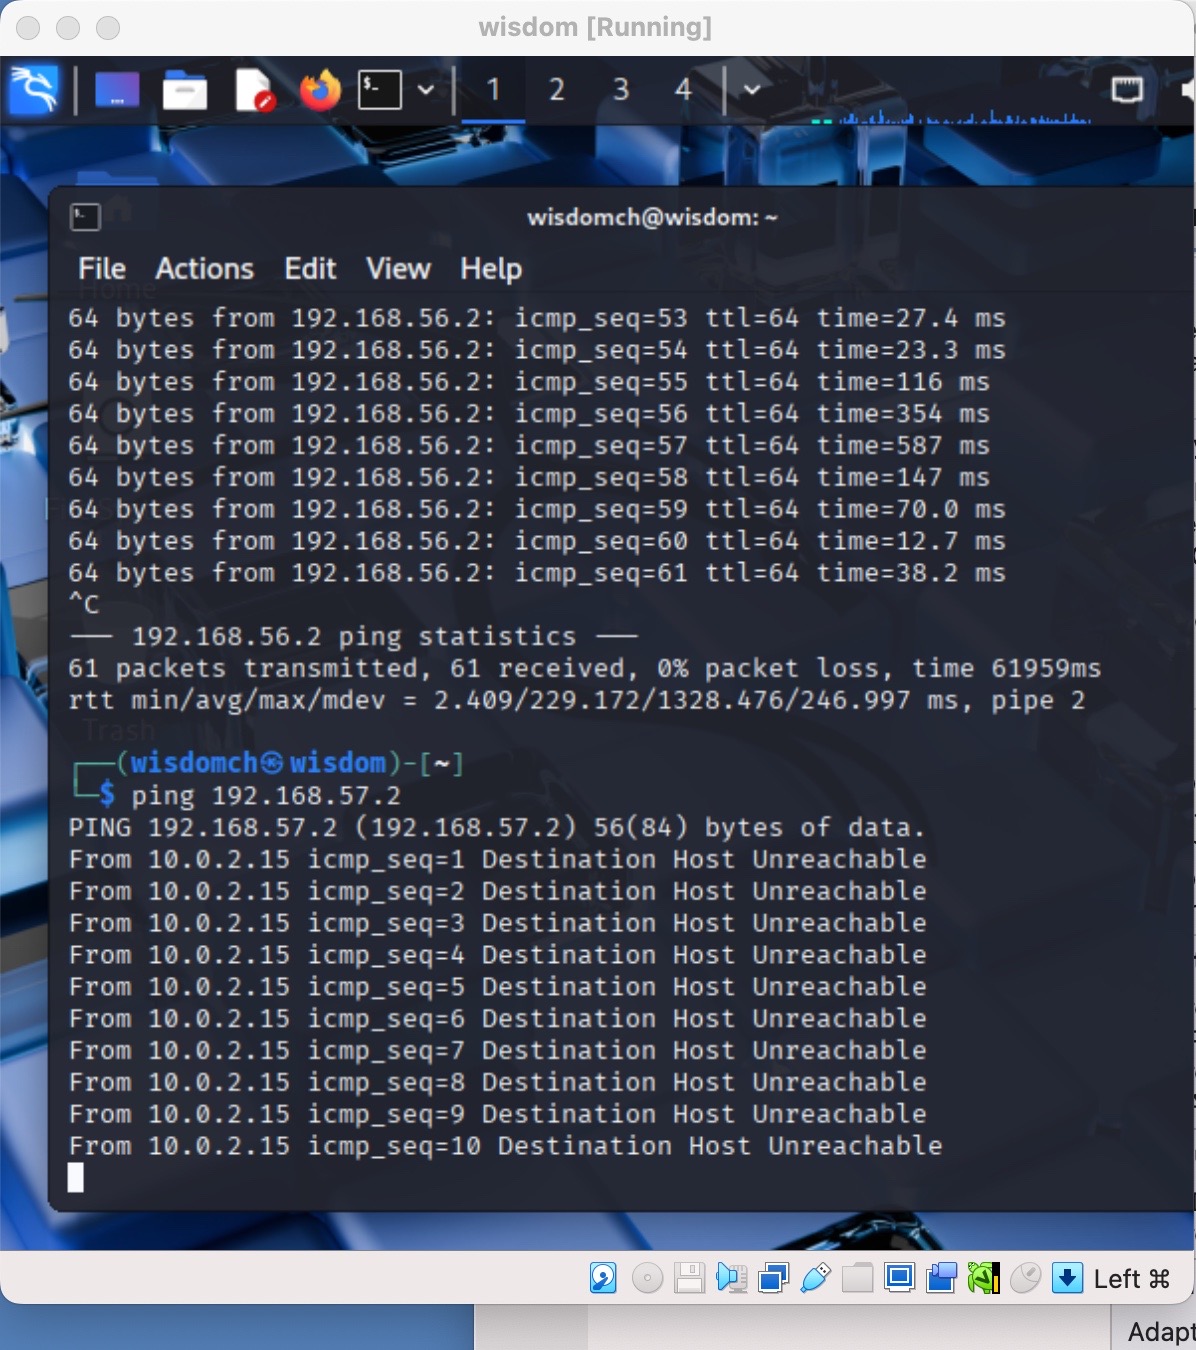 wisdom [Running]
1 2 3 4
wisdomch@wisdom: ~
File Actions Edit View Help
Home
64 bytes from 192.168.56.2: icmp_seq=53 ttl=64 time=27.4 ms
64 bytes from 192.168.56.2: icmp_seq=54 ttl=64 time=23.3 ms
64 bytes from 192.168.56.2: icmp_seq=55 ttl=64 time=116 ms
64 bytes from 192.168.56.2: icmp_seq=56 ttl=64 time=354 ms
64 bytes from 192.168.56.2: icmp_seq=57 ttl=64 time=587 ms
64 bytes from 192.168.56.2: icmp_seq=58 ttl=64 time=147 ms
64 bytes from 192.168.56.2: icmp_seq=59 ttl=64 time=70.0 ms
64 bytes from 192.168.56.2: icmp_seq=60 ttl=64 time=12.7 ms
64 bytes from 192.168.56.2: icmp_seq=61 ttl=64 time=38.2 ms
^C
--- 192.168.56.2 ping statistics ---
61 packets transmitted, 61 received, 0% packet loss, time 61959ms
rtt min/avg/max/mdev = 2.409/229.172/1328.476/246.997 ms, pipe 2
Trash
┌──(wisdomch㉿wisdom)-[~]
└─$ ping 192.168.57.2
PING 192.168.57.2 (192.168.57.2) 56(84) bytes of data.
From 10.0.2.15 icmp_seq=1 Destination Host Unreachable
From 10.0.2.15 icmp_seq=2 Destination Host Unreachable
From 10.0.2.15 icmp_seq=3 Destination Host Unreachable
From 10.0.2.15 icmp_seq=4 Destination Host Unreachable
From 10.0.2.15 icmp_seq=5 Destination Host Unreachable
From 10.0.2.15 icmp_seq=6 Destination Host Unreachable
From 10.0.2.15 icmp_seq=7 Destination Host Unreachable
From 10.0.2.15 icmp_seq=8 Destination Host Unreachable
From 10.0.2.15 icmp_seq=9 Destination Host Unreachable
From 10.0.2.15 icmp_seq=10 Destination Host Unreachable
Left ⌘
Adapt